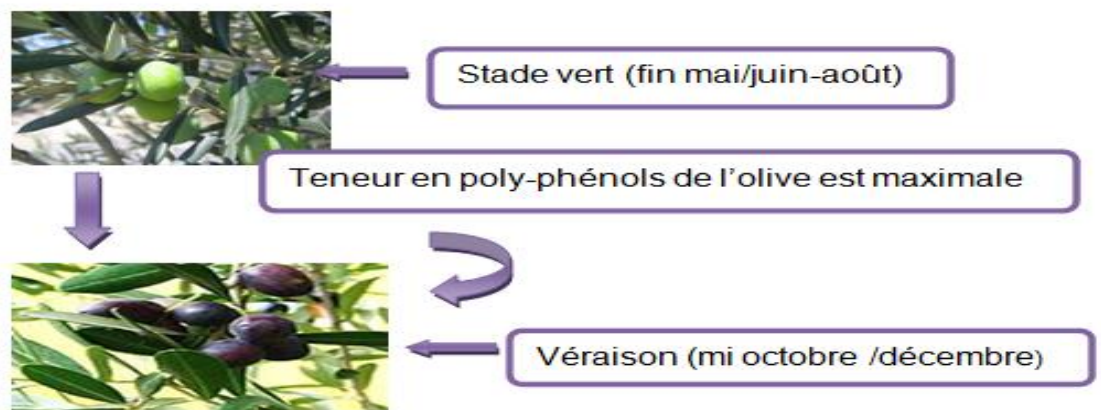 Stade vert (fin mai/juin-août)
Teneur en poly-phénols de l’olive est maximale
Véraison (mi octobre /décembre)